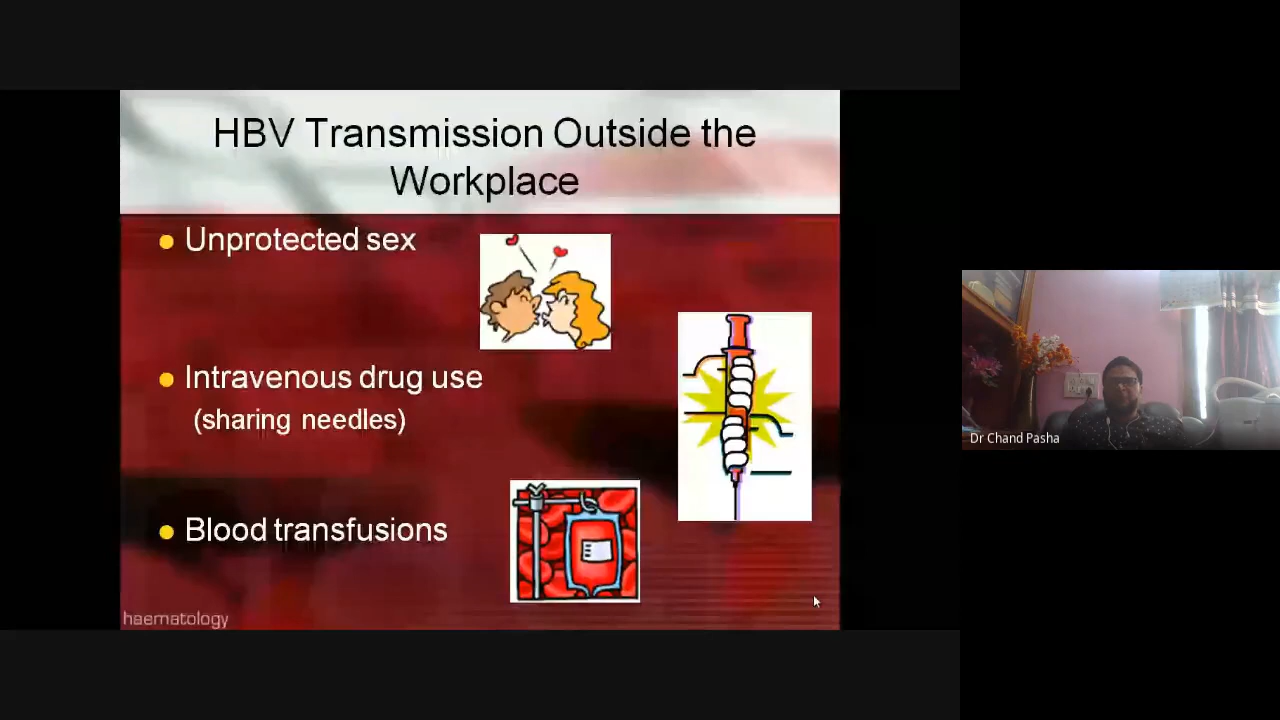 HBV Transmission Outside the
Workplace
Unprotected sex
Intravenous drug use
(sharing needles)
Blood transfusions
haematology
Dr Chand Pasha